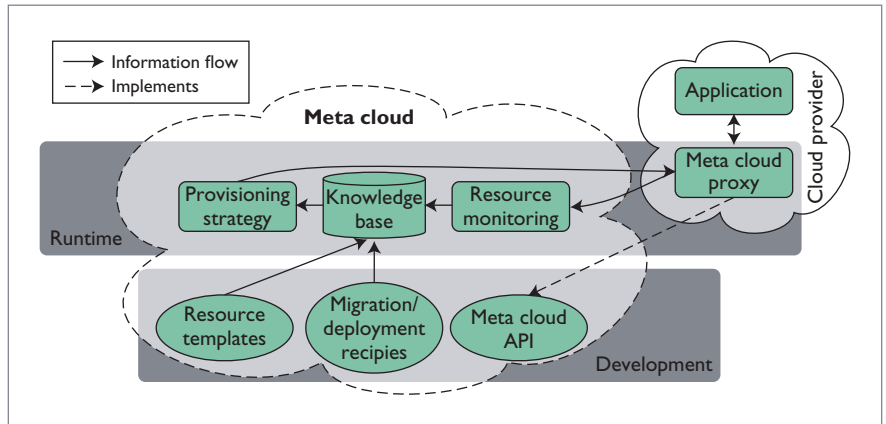 Information flow
Implements
Meta cloud
Application
Cloud provider
Meta cloud
proxy
Provisioning
strategy
Knowledge
base
Resource
monitoring
Runtime
Resource
templates
Migration/
deployment
recipies
Meta cloud
API
Development